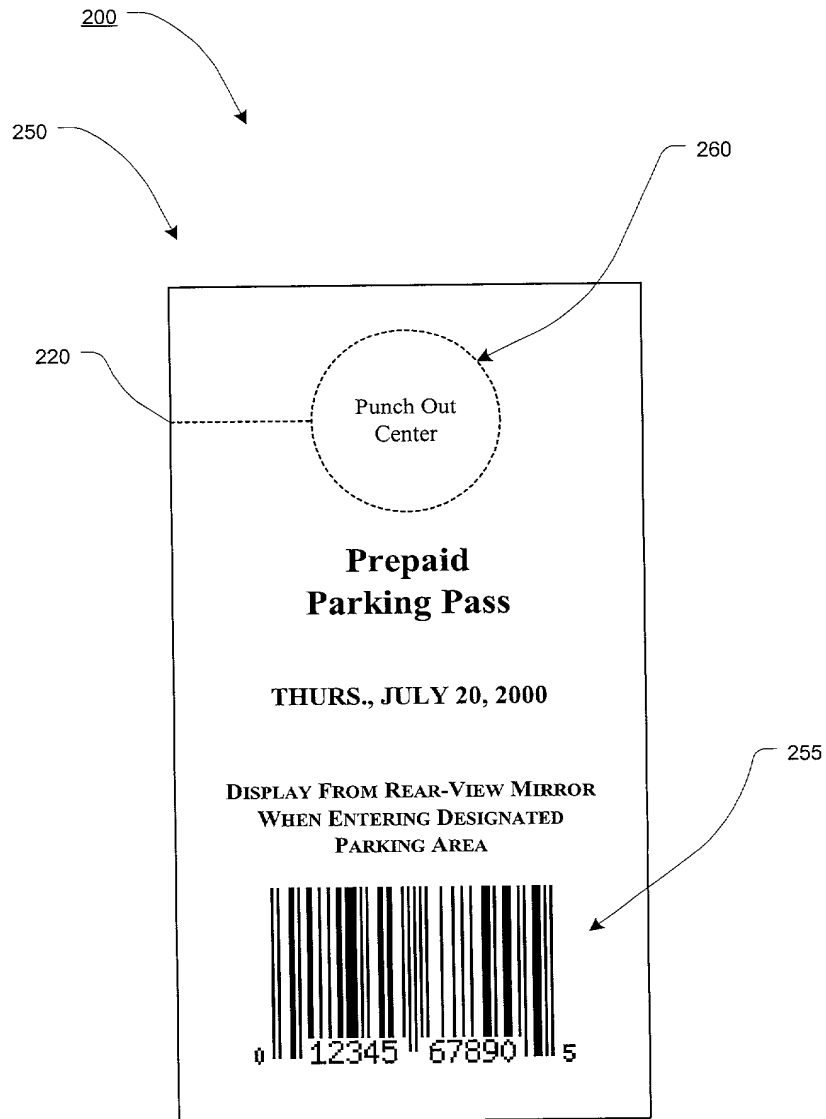 200
250
260
220
Punch Out
Center
Prepaid
Parking Pass
THURS., JULY 20, 2000
255
DISPLAY FROM REAR-VIEW MIRROR
WHEN ENTERING DESIGNATED
PARKING AREA
0 12345 67890 5